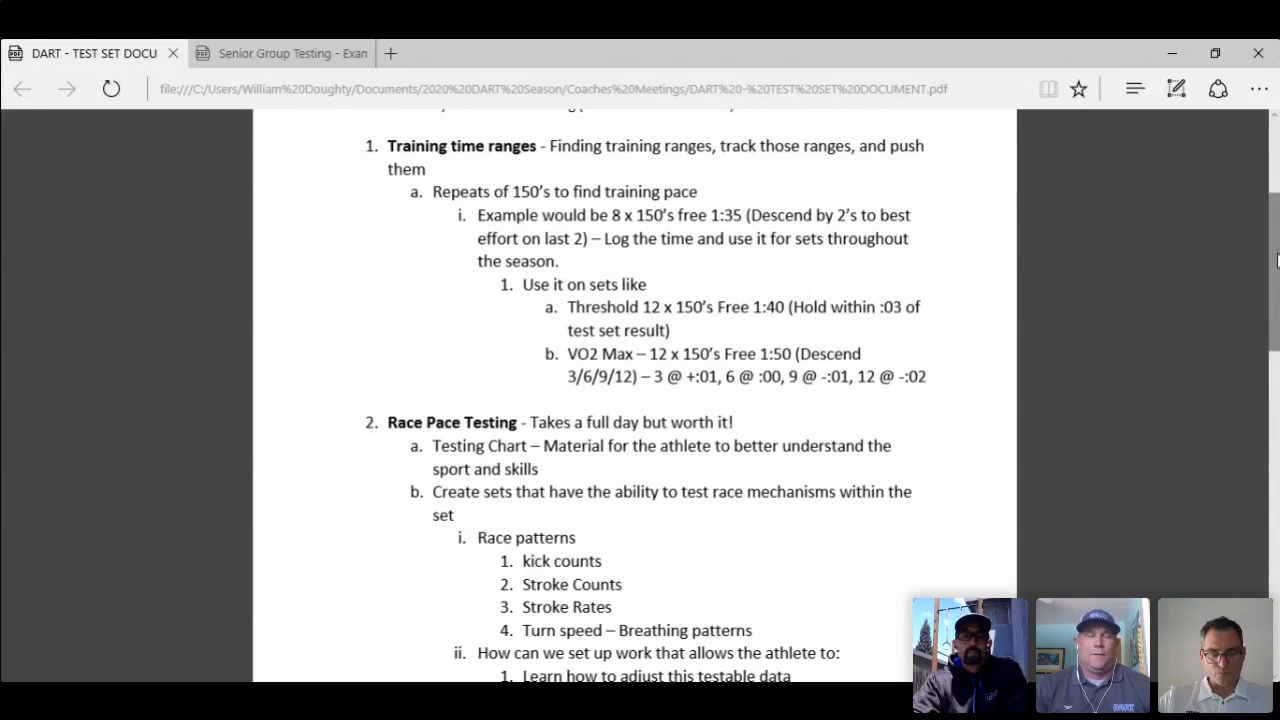 DART - TEST SET DOCU
Senior Group Testing - Exan
file:///C:/Users/William%20Doughty/Documents/2020%20DART%20Season/Coaches%20Meetings/DART%20-%20TEST%20SET%20DOCUMENT.pdf
1. Training time ranges - Finding training ranges, track those ranges, and push
them
a. Repeats of 150's to find training pace
i. Example would be 8 x 150's free 1:35 (Descend by 2's to best
effort on last 2) – Log the time and use it for sets throughout
the season.
1. Use it on sets like
a. Threshold 12 x 150's Free 1:40 (Hold within :03 of
test set result)
b. VO2 Max – 12 x 150's Free 1:50 (Descend
3/6/9/12) – 3 @ +:01, 6 @ :00, 9 @ -:01, 12 @ -:02
2. Race Pace Testing - Takes a full day but worth it!
a. Testing Chart – Material for the athlete to better understand the
sport and skills
b. Create sets that have the ability to test race mechanisms within the
set
i. Race patterns
1. kick counts
2. Stroke Counts
3. Stroke Rates
4. Turn speed – Breathing patterns
ii. How can we set up work that allows the athlete to:
1. Learn how to adjust this testable data
DART